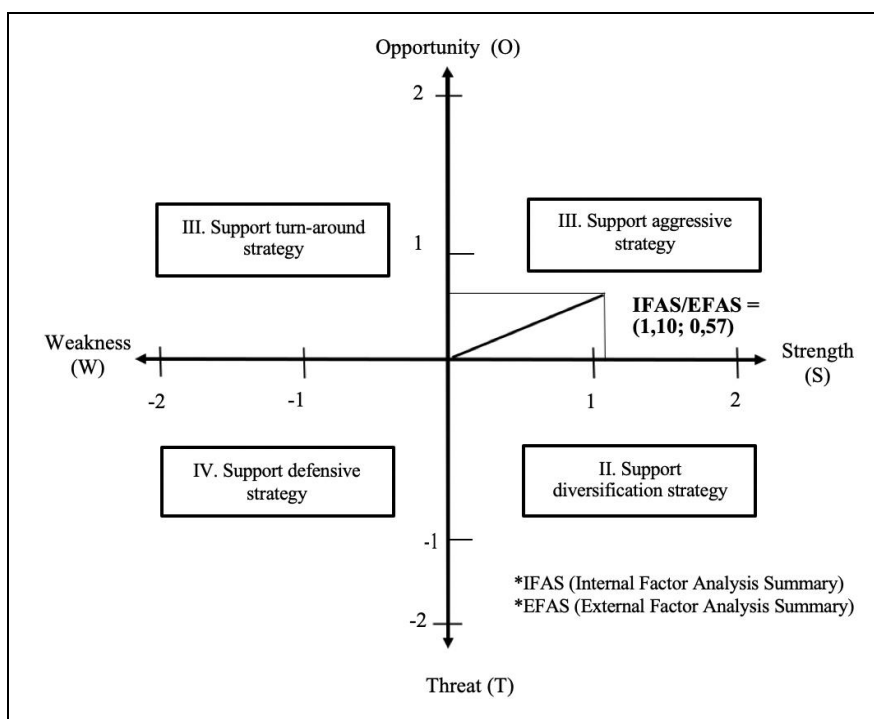 Opportunity (O)
2
III. Support turn-around
strategy
III. Support aggressive
strategy
1
IFAS/EFAS =
(1,10; 0,57)
Weakness
(W)
Strength
(S)
-2
-1
1
2
IV. Support defensive
strategy
II. Support
diversification strategy
-1
*IFAS (Internal Factor Analysis Summary)
*EFAS (External Factor Analysis Summary)
-2
Threat (T)